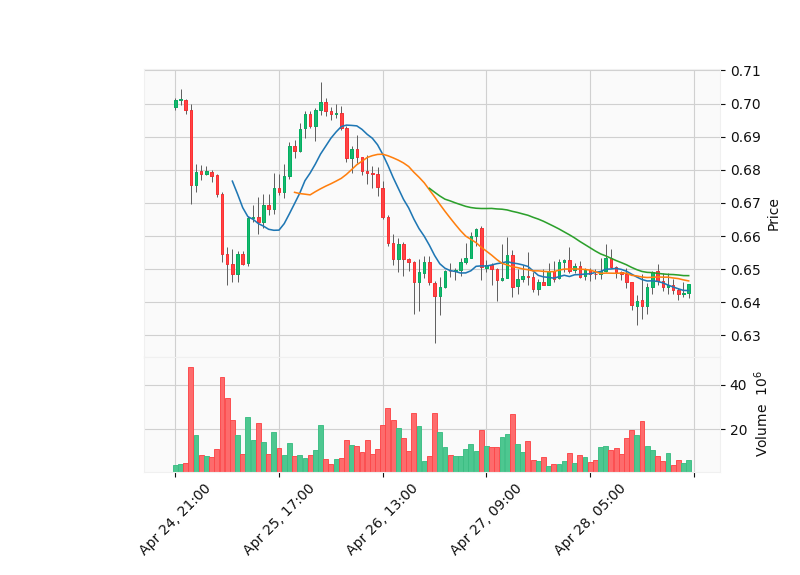 0.71
0.70
0.69
0.68
0.67
0.66
0.65
0.64
0.63
Price
40
20
Volume 10^6
Apr 24, 21:00
Apr 25, 17:00
Apr 26, 13:00
Apr 27, 09:00
Apr 28, 05:00